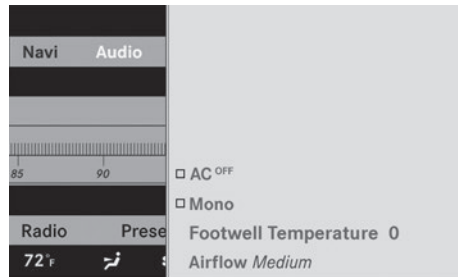 Navi Audio
85 90
AC OFF
Mono
Radio Prese
Footwell Temperature 0
72°F
Airflow Medium